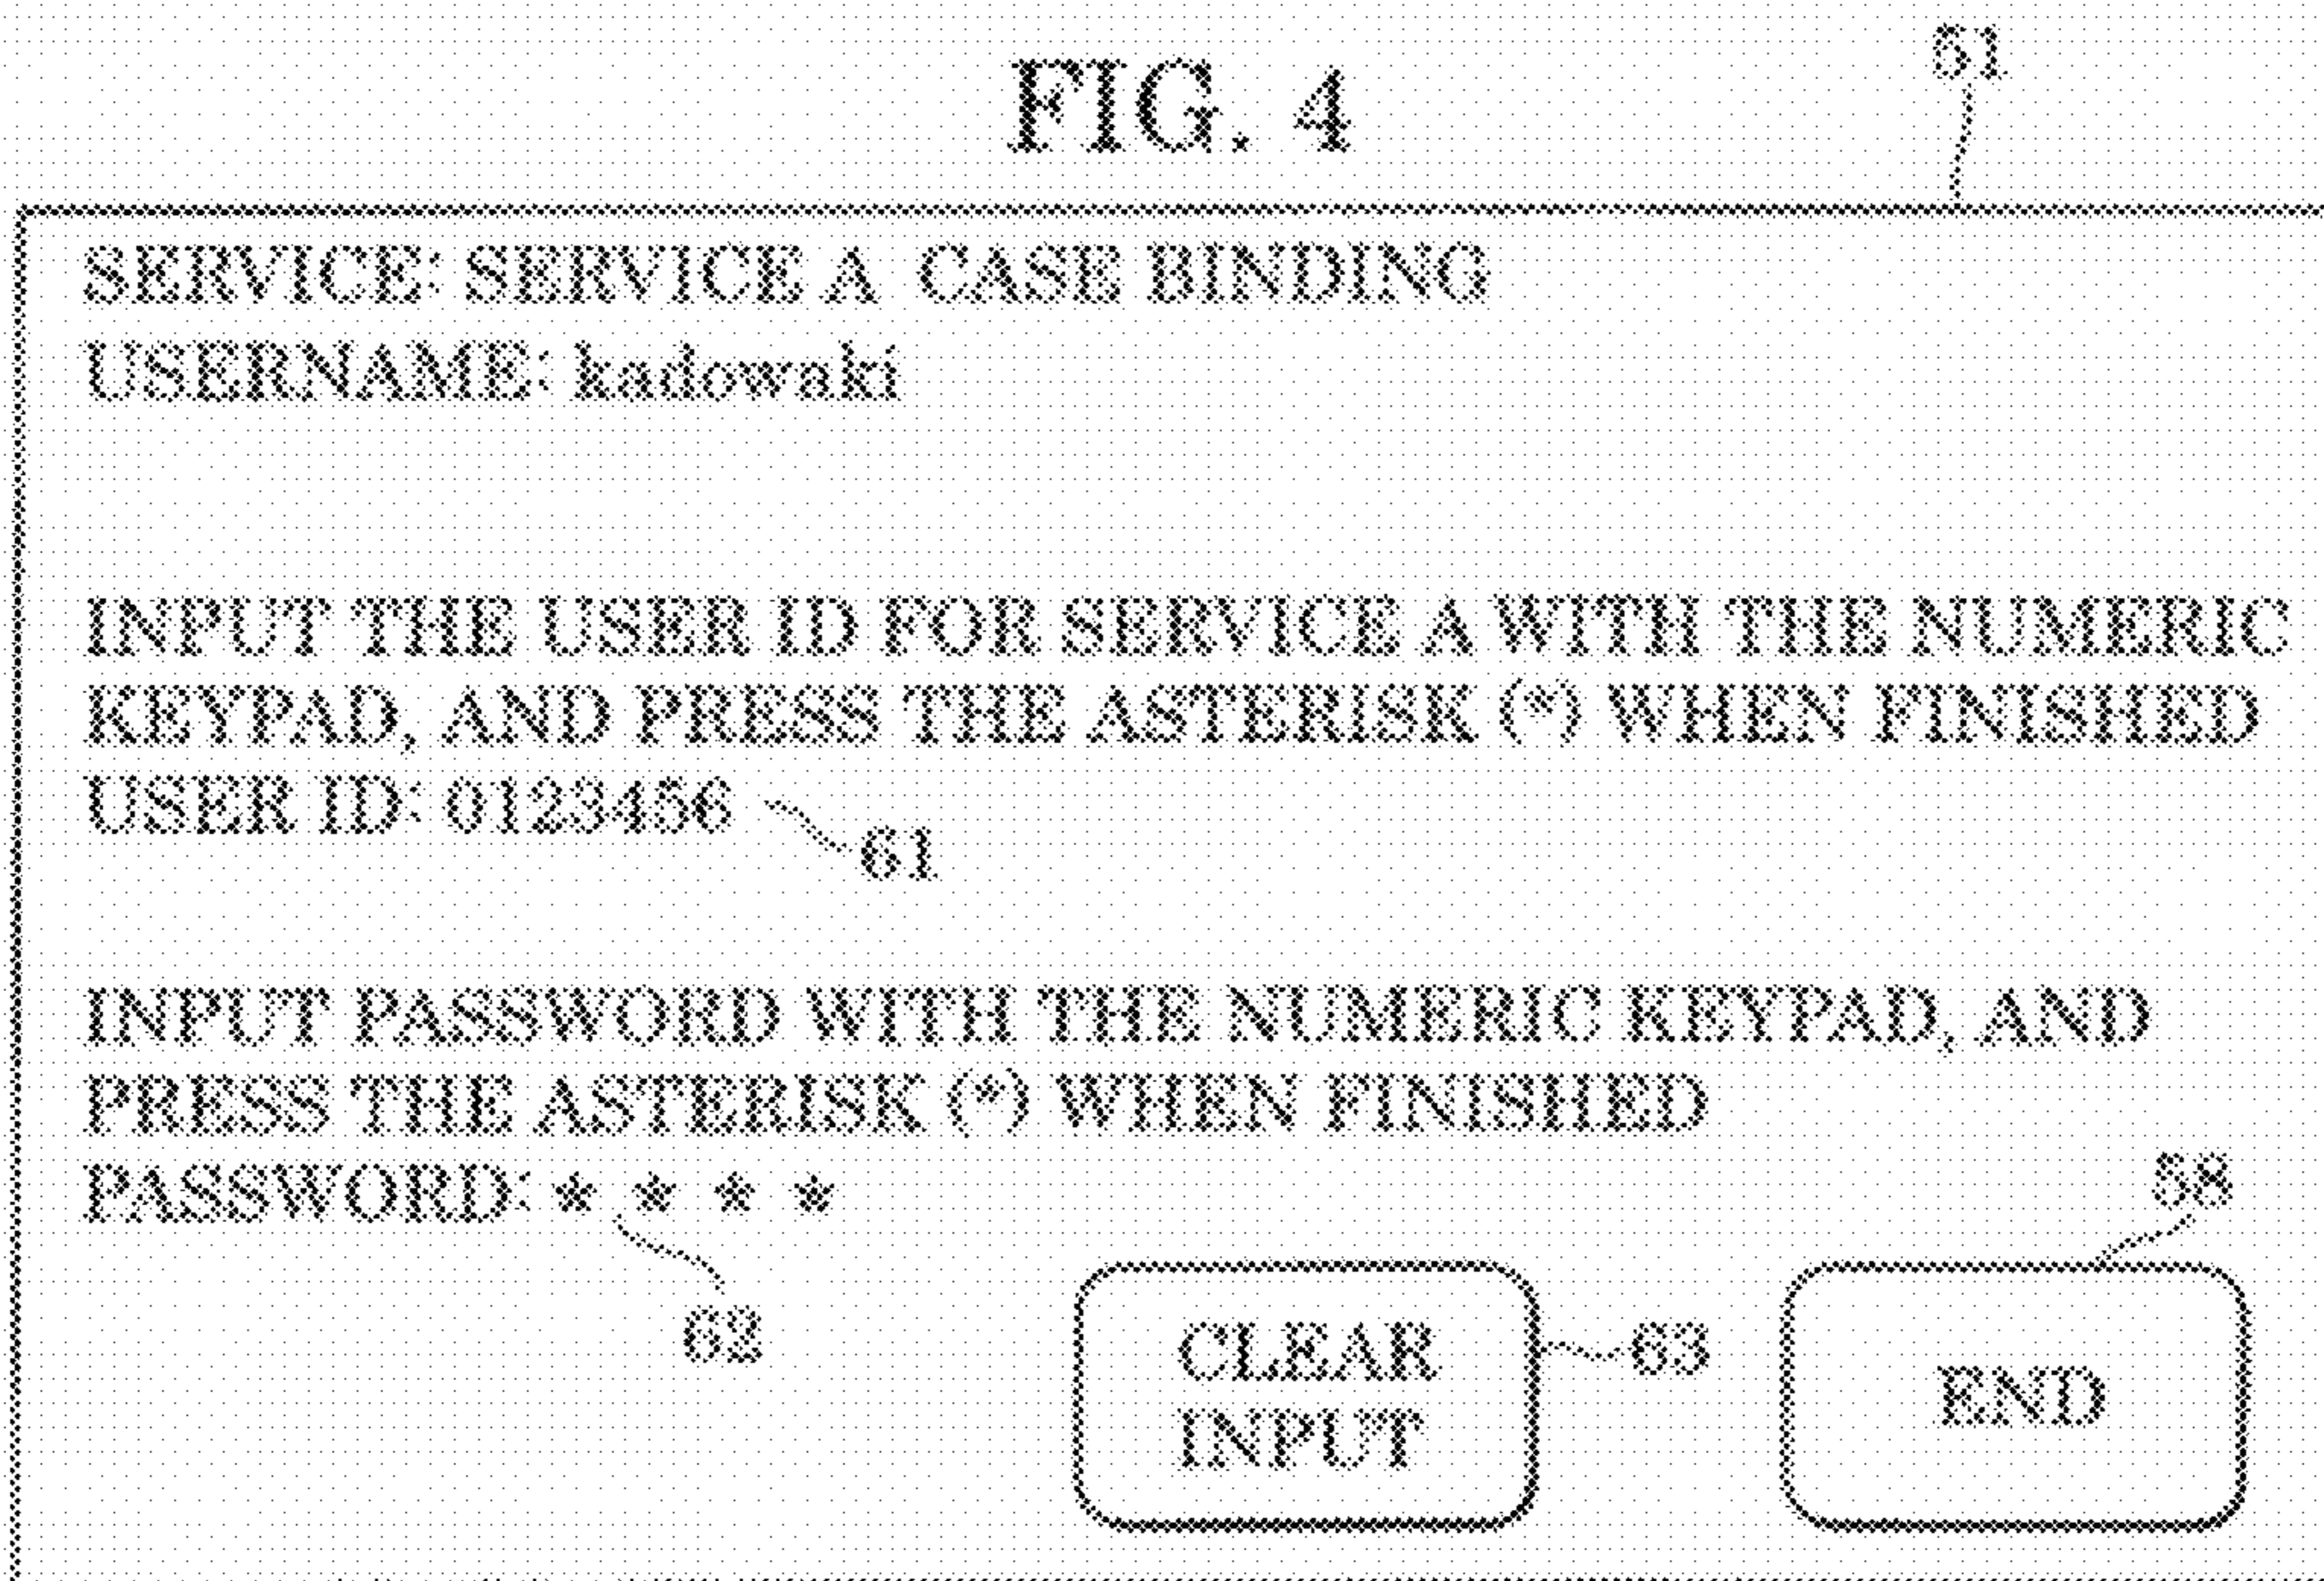 FIG. 4
51
SERVICE: SERVICE A CASE BINDING
USERNAME: kadowaki
INPUT THE USER ID FOR SERVICE A WITH THE NUMERIC
KEYPAD, AND PRESS THE ASTERISK (*) WHEN FINISHED
USER ID: 0123456
61
INPUT PASSWORD WITH THE NUMERIC KEYPAD, AND
PRESS THE ASTERISK (*) WHEN FINISHED
PASSWORD: * * * *
58
62
CLEAR
INPUT
63
END